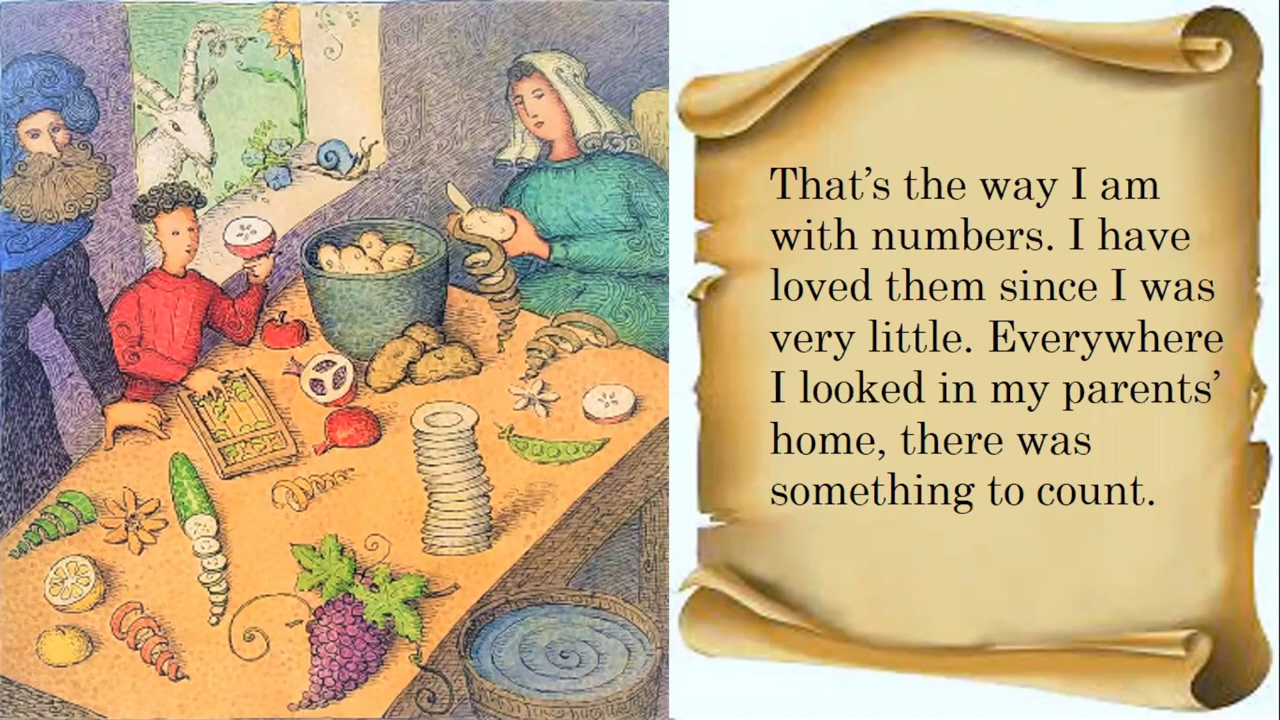 That’s the way I am
with numbers. I have
loved them since I was
very little. Everywhere
I looked in my parents’
home, there was
something to count.